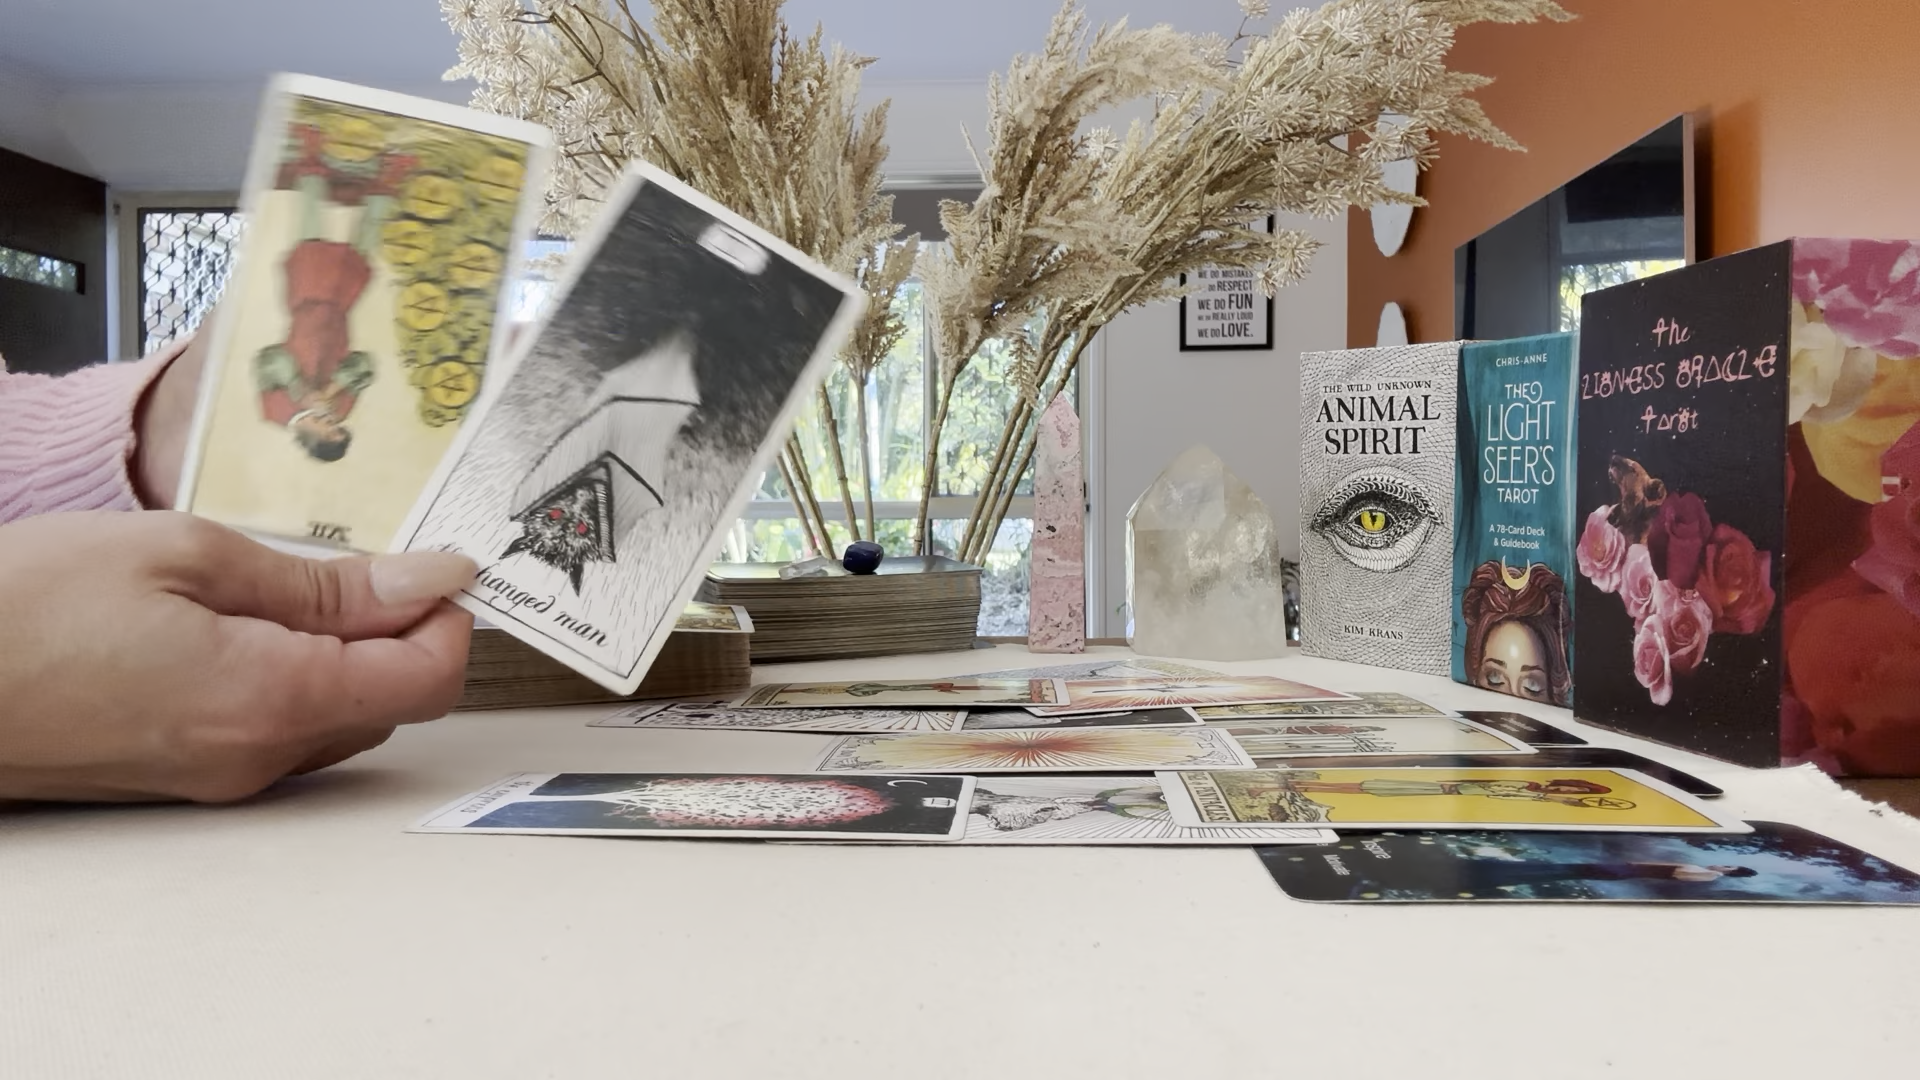 VII
hanged man
WE DO MISTAKES
DO RESPECT
WE DO FUN
WE DO REALLY LOUD
WE DO LOVE.
THE WILD UNKNOWN
ANIMAL
SPIRIT
KIM KRANS
CHRIS-ANNE
THE
LIGHT
SEER'S
TAROT
A 78-Card Deck
& Guidebook
The
LIONESS ORACLE
Tarot
Inspire